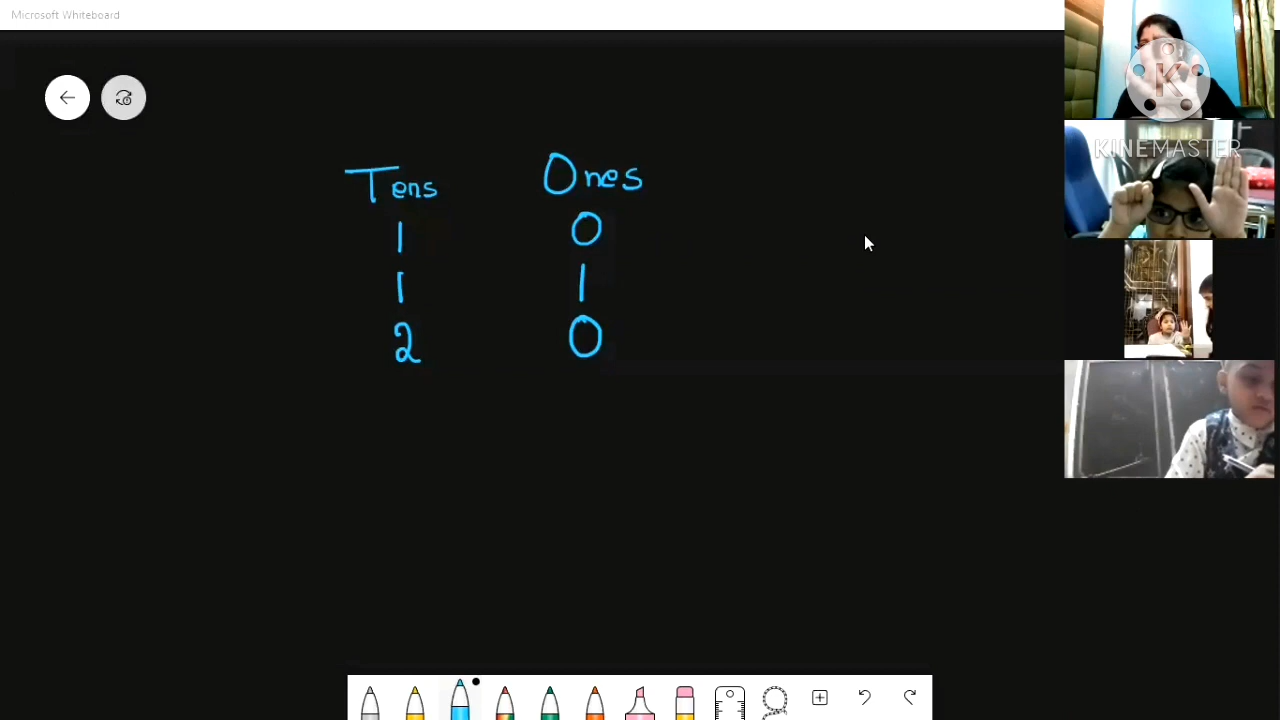 Microsoft Whiteboard
K
KINEMASTER
Tens Ones
1 0
1 1
2 0